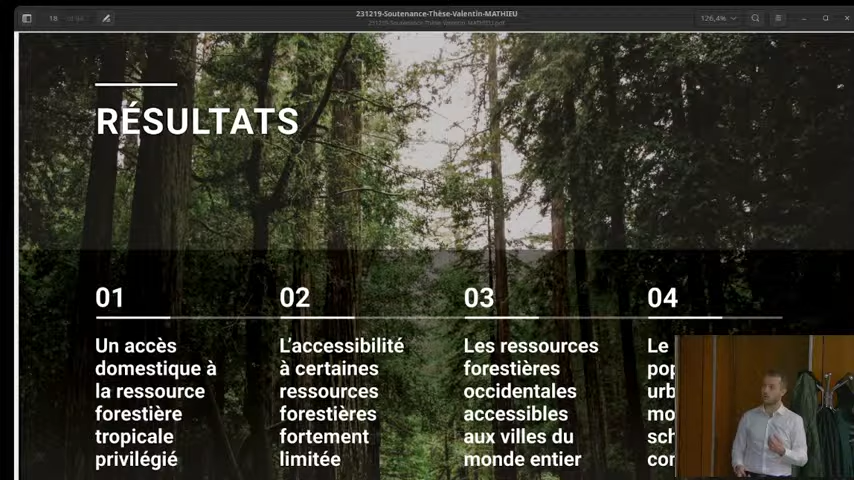 18
126,4%
231219-Soutenance-Thèse-Valentin-MATHIEU
RÉSULTATS
01
Un accès
domestique à
la ressource
forestière
tropicale
privilégié
02
L'accessibilité
à certaines
ressources
forestières
fortement
limitée
03
Les ressources
forestières
occidentales
accessibles
aux villes du
monde entier
04
Le